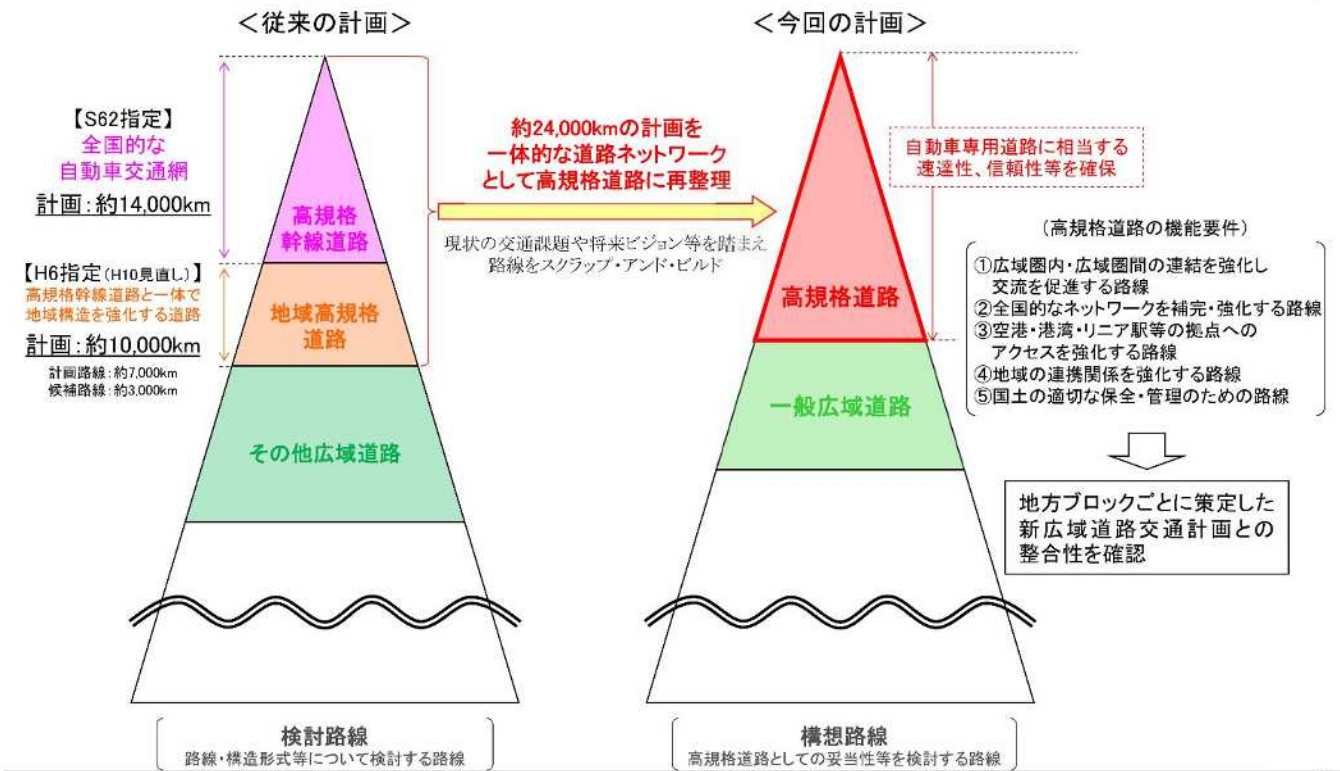 ＜従来の計画＞
【S62指定】
全国的な
自動車交通網
計画：約14,000km
高規格
幹線道路
【H6指定（H10見直し）】
高規格幹線道路と一体で
地域構造を強化する道路
計画：約10,000km
計画路線：約7,000km
候補路線：約3,000km
地域高規格
道路
その他広域道路
検討路線
路線・構造形式等について検討する路線
約24,000kmの計画を
一体的な道路ネットワーク
として高規格道路に再整理
現状の交通課題や将来ビジョン等を踏まえ
路線をスクラップ・アンド・ビルド
＜今回の計画＞
高規格道路
一般広域道路
構想路線
高規格道路としての妥当性等を検討する路線
自動車専用道路に相当する
速達性、信頼性等を確保
（高規格道路の機能要件）
①広域圏内・広域圏間の連結を強化し
交流を促進する路線
②全国的なネットワークを補完・強化する路線
③空港・港湾・リニア駅等の拠点への
アクセスを強化する路線
④地域の連携関係を強化する路線
⑤国土の適切な保全・管理のための路線
地方ブロックごとに策定した
新広域道路交通計画との
整合性を確認